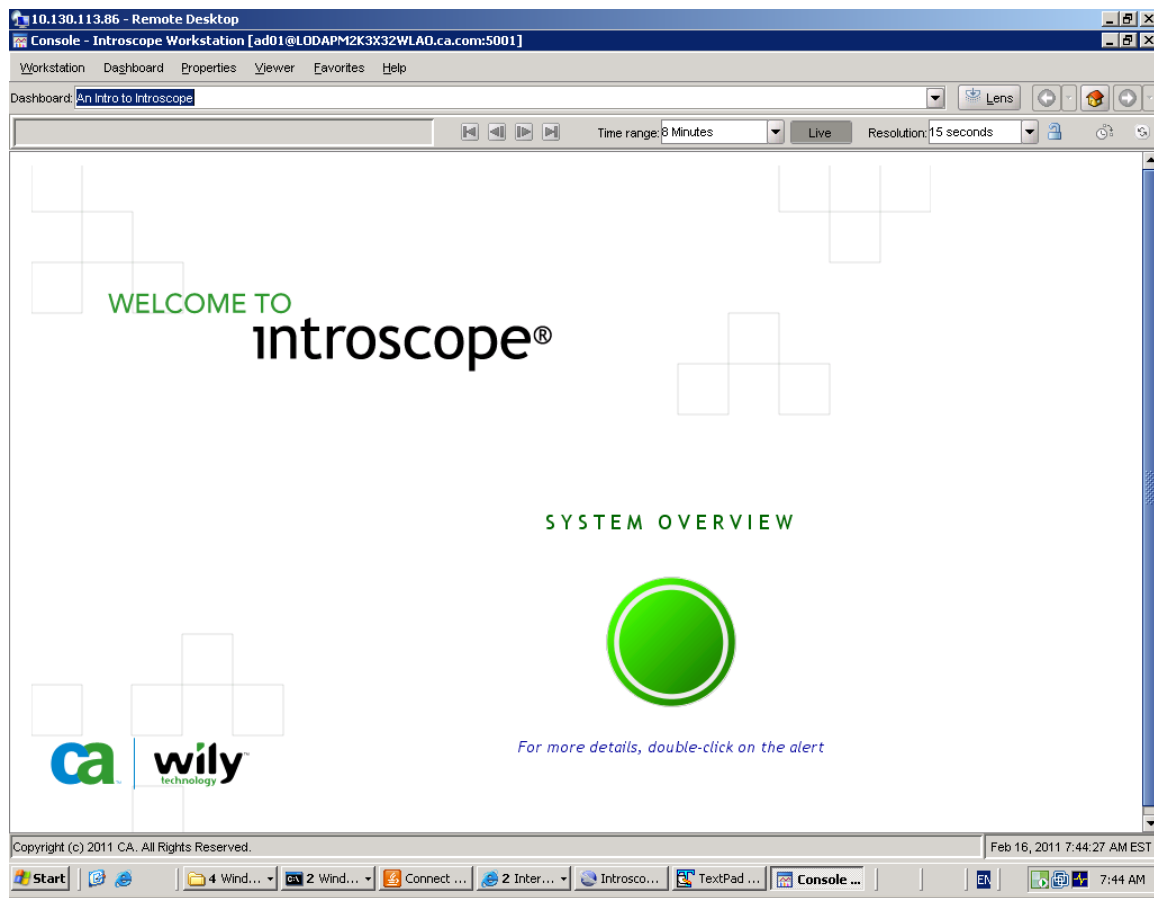 10.130.113.86 - Remote Desktop
Console - Introscope Workstation [ad01@LODAPM2K3X32WLAO.ca.com:5001]
Workstation Dashboard Properties Viewer Favorites Help
Dashboard: An Intro to Introscope Lens
Time range: 8 Minutes Live Resolution: 15 seconds
WELCOME TO
introscope®
SYSTEM OVERVIEW
For more details, double-click on the alert
ca™ wily™
technology
Copyright (c) 2011 CA. All Rights Reserved. Feb 16, 2011 7:44:27 AM EST
Start 4 Wind... 2 Wind... Connect ... 2 Inter... Introsco... TextPad ... Console ... EN 7:44 AM